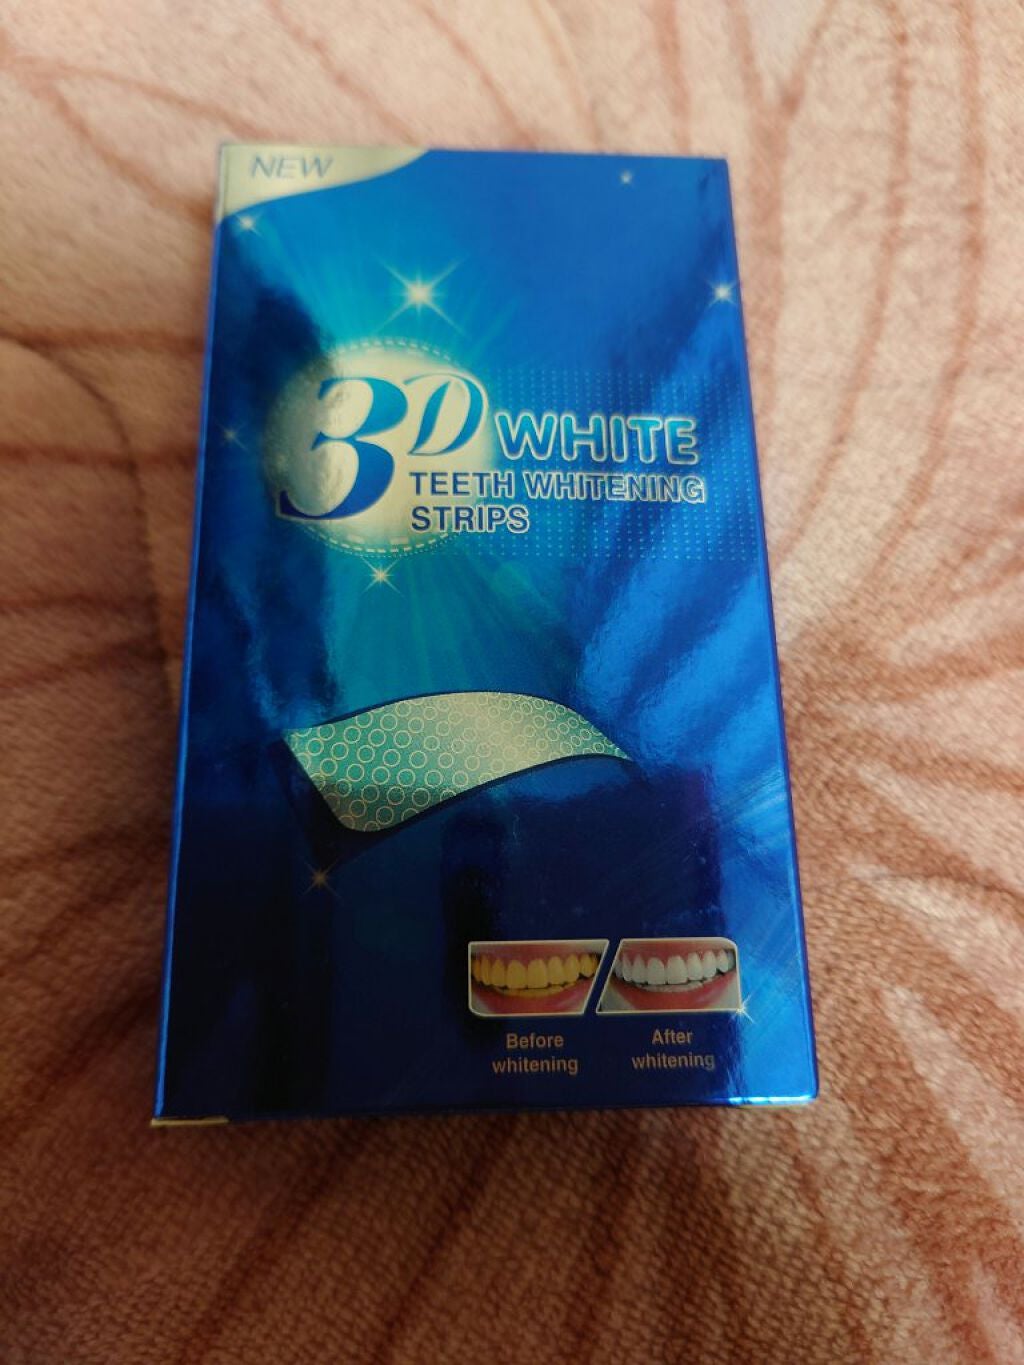 NEW
3D WHITE
TEETH WHITENING
STRIPS
Before
whitening
After
whitening